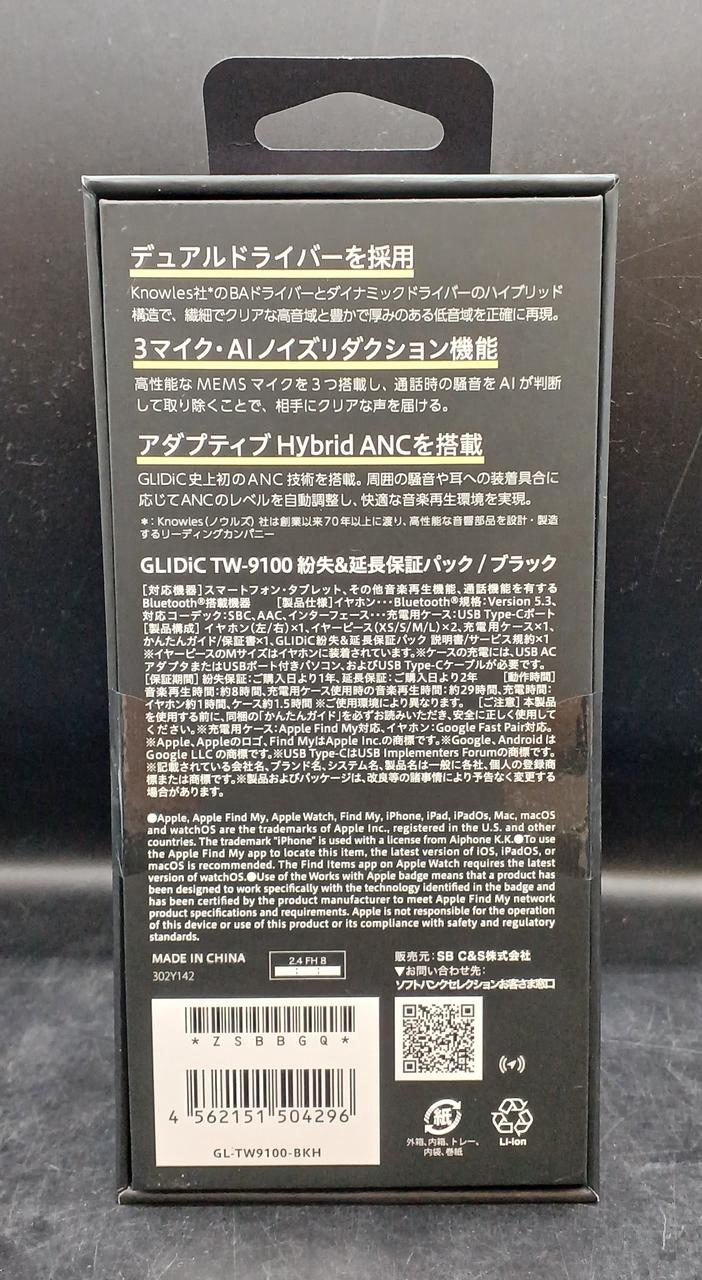 デュアルドライバーを採用
Knowles社*のBAドライバーとダイナミックドライバーのハイブリッド
構造で、繊細でクリアな高音域と豊かで厚みのある低音域を正確に再現。
3マイク・AIノイズリダクション機能
高性能な MEMS マイクを 3 つ搭載し、通話時の騒音を AI が判断
して取り除くことで、相手にクリアな声を届ける。
アダプティブ Hybrid ANCを搭載
GLIDiC史上初のANC 技術を搭載。周囲の騒音や耳への装着具合に
応じてANCのレベルを自動調整し、快適な音楽再生環境を実現。
*：Knowles(ノウルズ) 社は創業以来70年以上に渡り、高性能な音響部品を設計・製造
するリーディングカンパニー
GLIDiC TW-9100 紛失&延長保証パック / ブラック
[対応機器]スマートフォン・タブレット、その他音楽再生機能、通話機能を有する
Bluetooth®搭載機器 [製品仕様]イヤホン・・・Bluetooth®規格：Version 5.3、
対応コーデック：SBC、AAC、インターフェース・・・充電用ケース：USB Type-Cポート
[製品構成] イヤホン(左/右)×1、イヤーピース(XS/S/M/L)×2、充電用ケース×1、
かんたんガイド/保証書×1、GLIDiC紛失&延長保証パック 説明書/サービス規約×1
※イヤーピースのMサイズはイヤホンに装着されています。※ケースの充電には、USB AC
アダプタまたはUSBポート付きパソコン、およびUSB Type-Cケーブルが必要です。
[保証期間] 紛失保証：ご購入日より1年、延長保証：ご購入日より2年 [動作時間]
音楽再生時間：約8時間、充電用ケース使用時の音楽再生時間：約29時間、充電時間：
イヤホン約1時間、ケース約1.5時間 ※ご使用環境により異なります。 [ご注意] 本製品
を使用する前に、同梱の「かんたんガイド」を必ずお読みいただき、安全に正しく使用して
ください。※充電用ケース：Apple Find My対応、イヤホン：Google Fast Pair対応。
※Apple、Appleのロゴ、Find MyはApple Inc.の商標です。※Google、Android は
Google LLC の商標です。※USB Type-CはUSB Implementers Forumの商標です。
※記載されている会社名、ブランド名、システム名、製品名は一般に各社、個人の登録商
標または商標です。※製品およびパッケージは、改良等の諸事情により予告なく変更する
場合があります。
●Apple, Apple Find My, Apple Watch, Find My, iPhone, iPad, iPadOs, Mac, macOS
and watchOS are the trademarks of Apple Inc., registered in the U.S. and other
countries. The trademark "iPhone" is used with a license from Aiphone K.K.●To use
the Apple Find My app to locate this item, the latest version of iOS, iPadOS, or
macOS is recommended. The Find Items app on Apple Watch requires the latest
version of watchOS.●Use of the Works with Apple badge means that a product has
been designed to work specifically with the technology identified in the badge and
has been certified by the product manufacturer to meet Apple Find My network
product specifications and requirements. Apple is not responsible for the operation
of this device or use of this product or its compliance with safety and regulatory
standards.
MADE IN CHINA
302Y142
2.4 FH 8
販売元：SB C&S株式会社
▼お問い合わせ先：
ソフトバンクセレクションお客さま窓口
* Z S B B G Q *
4 562151 504296
GL-TW9100-BKH
紙
外箱、内箱、トレー、
内袋、巻紙
Li-ion